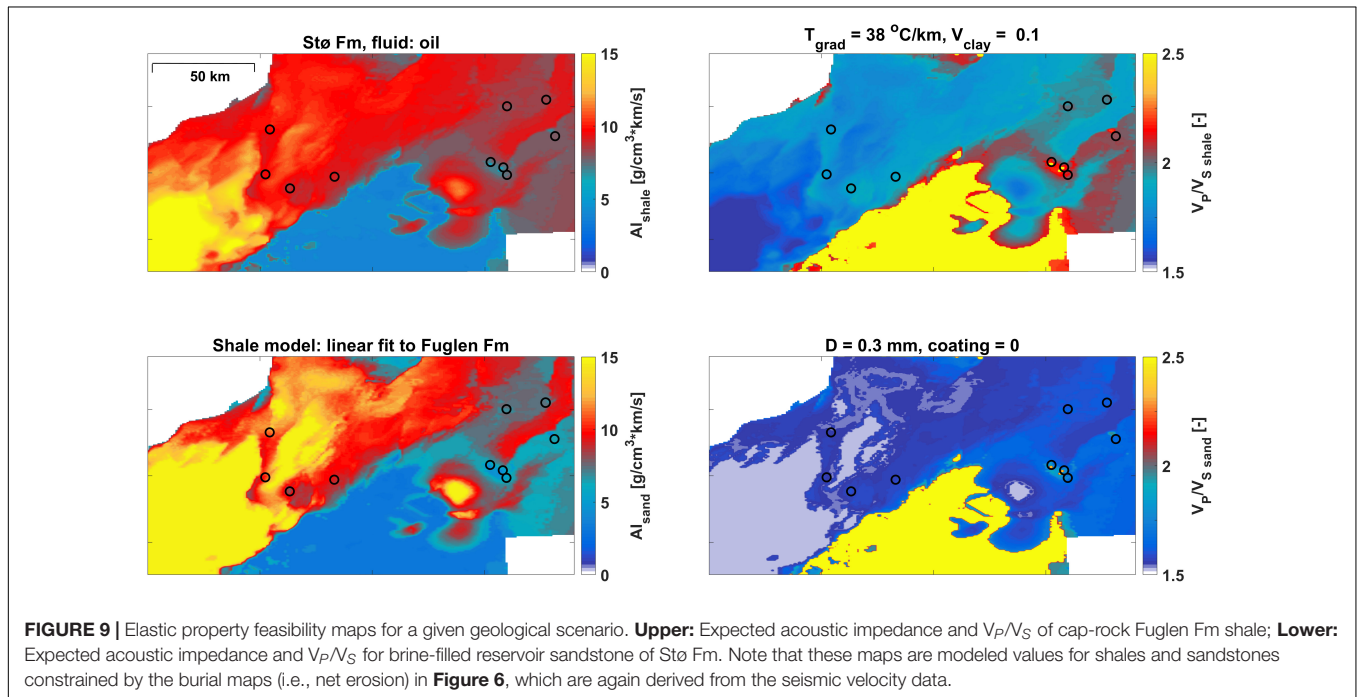 Stø Fm, fluid: oil
50 km
15
10
5
0
AI_shale [g/cm³*km/s]
T_grad = 38 °C/km, V_clay = 0.1
2.5
2
1.5
V_P/V_S shale [-]
Shale model: linear fit to Fuglen Fm
15
10
5
0
AI_sand [g/cm³*km/s]
D = 0.3 mm, coating = 0
2.5
2
1.5
V_P/V_S sand [-]
FIGURE 9 | Elastic property feasibility maps for a given geological scenario. Upper: Expected acoustic impedance and V_P/V_S of cap-rock Fuglen Fm shale; Lower:
Expected acoustic impedance and V_P/V_S for brine-filled reservoir sandstone of Stø Fm. Note that these maps are modeled values for shales and sandstones
constrained by the burial maps (i.e., net erosion) in Figure 6, which are again derived from the seismic velocity data.